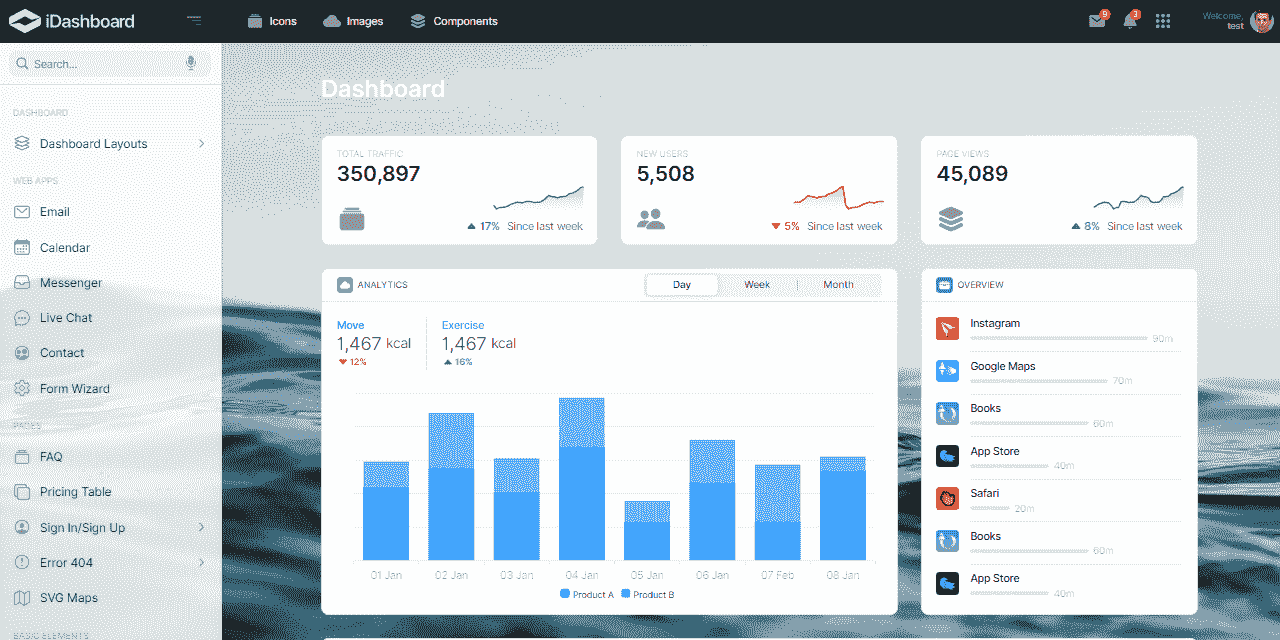 iDashboard
Icons
Images
Components
9
3
Welcome,
test
Search...
DASHBOARD
Dashboard Layouts
WEB APPS
Email
Calendar
Messenger
Live Chat
Contact
Form Wizard
PAGES
FAQ
Pricing Table
Sign In/Sign Up
Error 404
SVG Maps
BASIC ELEMENTS
Dashboard
TOTAL TRAFFIC
350,897
17% Since last week
NEW USERS
5,508
5% Since last week
PAGE VIEWS
45,089
8% Since last week
ANALYTICS
Day
Week
Month
Move
1,467 kcal
12%
Exercise
1,467 kcal
16%
01 Jan
02 Jan
03 Jan
04 Jan
05 Jan
06 Jan
07 Feb
08 Jan
Product A
Product B
OVERVIEW
Instagram
90m
Google Maps
70m
Books
60m
App Store
40m
Safari
20m
Books
60m
App Store
40m